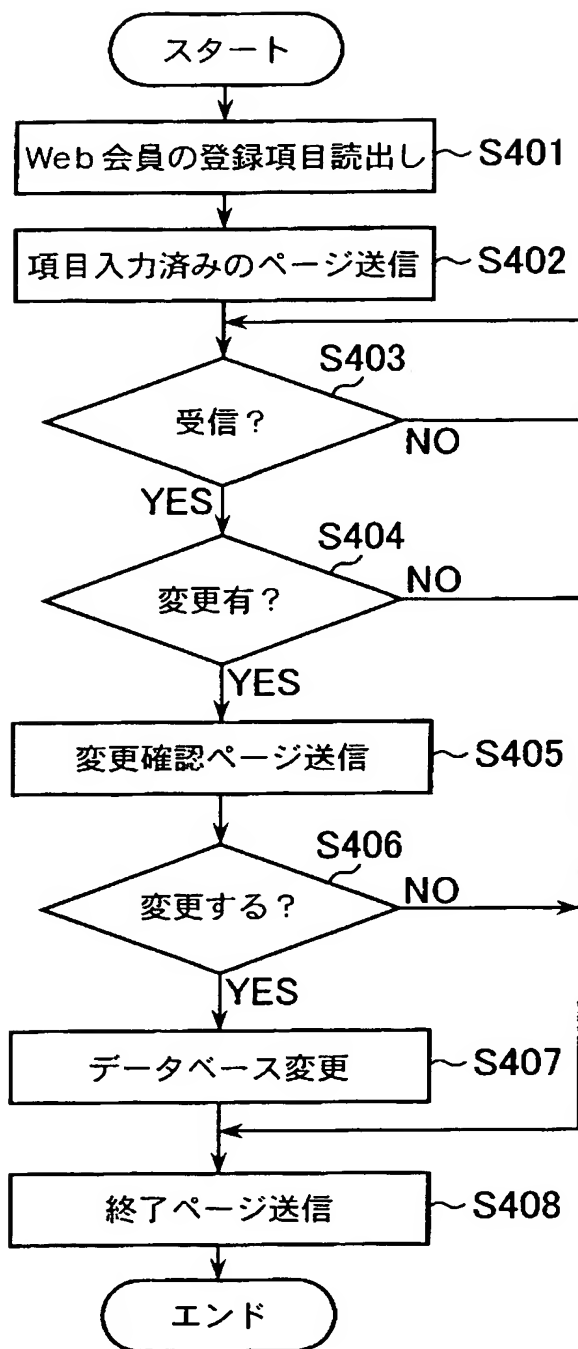 スタート
Web会員の登録項目読出し S401
項目入力済みのページ送信 S402
S403
受信？
NO
YES
S404
変更有？
NO
YES
変更確認ページ送信 S405
S406
変更する？
NO
YES
データベース変更 S407
終了ページ送信 S408
エンド